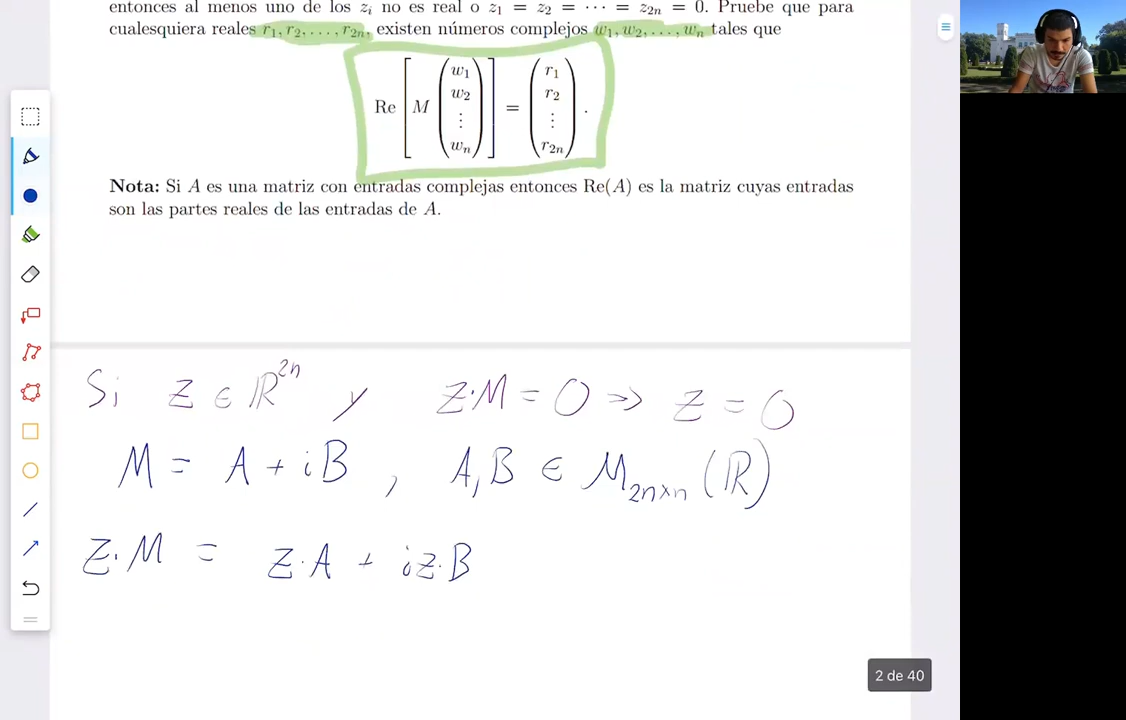 entonces al menos uno de los z_i no es real o z_1 = z_2 = ⋯ = z_{2n} = 0. Pruebe que para
cualesquiera reales r_1, r_2, . . . , r_{2n}, existen números complejos w_1, w_2, . . . , w_n tales que
Re [ M ( w_1 w_2 ⋮ w_n ) ] = ( r_1 r_2 ⋮ r_{2n} ) .
Nota: Si A es una matriz con entradas complejas entonces Re(A) es la matriz cuyas entradas
son las partes reales de las entradas de A.
Si z ∈ ℝ^{2n} y z·M = 0 ⇒ z = 0
M = A + iB , A,B ∈ M_{2n×n} (ℝ)
z·M = z·A + iz·B
2 de 40